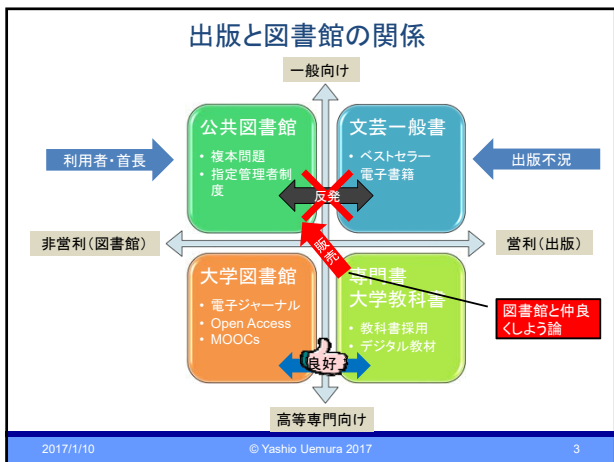 出版と図書館の関係
一般向け
公共図書館
• 複本問題
• 指定管理者制
度
文芸一般書
• ベストセラー
電子書籍
利用者・首長
出版不況
反発
非営利(図書館)
営利(出版)
販売
大学図書館
• 電子ジャーナル
• Open Access
• MOOCs
専門書
大学教科書
• 教科書採用
• デジタル教材
図書館と仲良
くしよう論
良好
高等専門向け
2017/1/10
© Yashio Uemura 2017
3